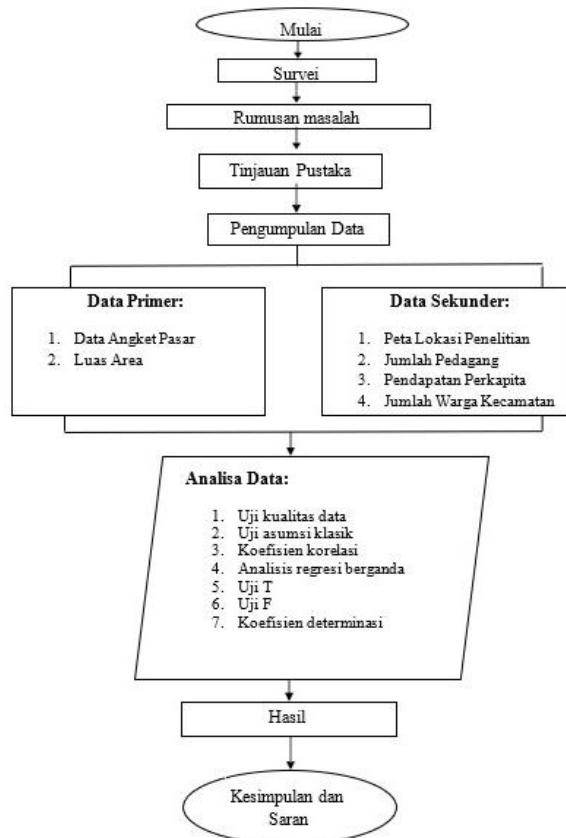 Mulai
Survei
Rumusan masalah
Tinjauan Pustaka
Pengumpulan Data
Data Primer:
1. Data Angket Pasar
2. Luas Area
Data Sekunder:
1. Peta Lokasi Penelitian
2. Jumlah Pedagang
3. Pendapatan Perkapita
4. Jumlah Warga Kecamatan
Analisa Data:
1. Uji kualitas data
2. Uji asumsi klasik
3. Koefisien korelasi
4. Analisis regresi berganda
5. Uji T
6. Uji F
7. Koefisien determinasi
Hasil
Kesimpulan dan
Saran